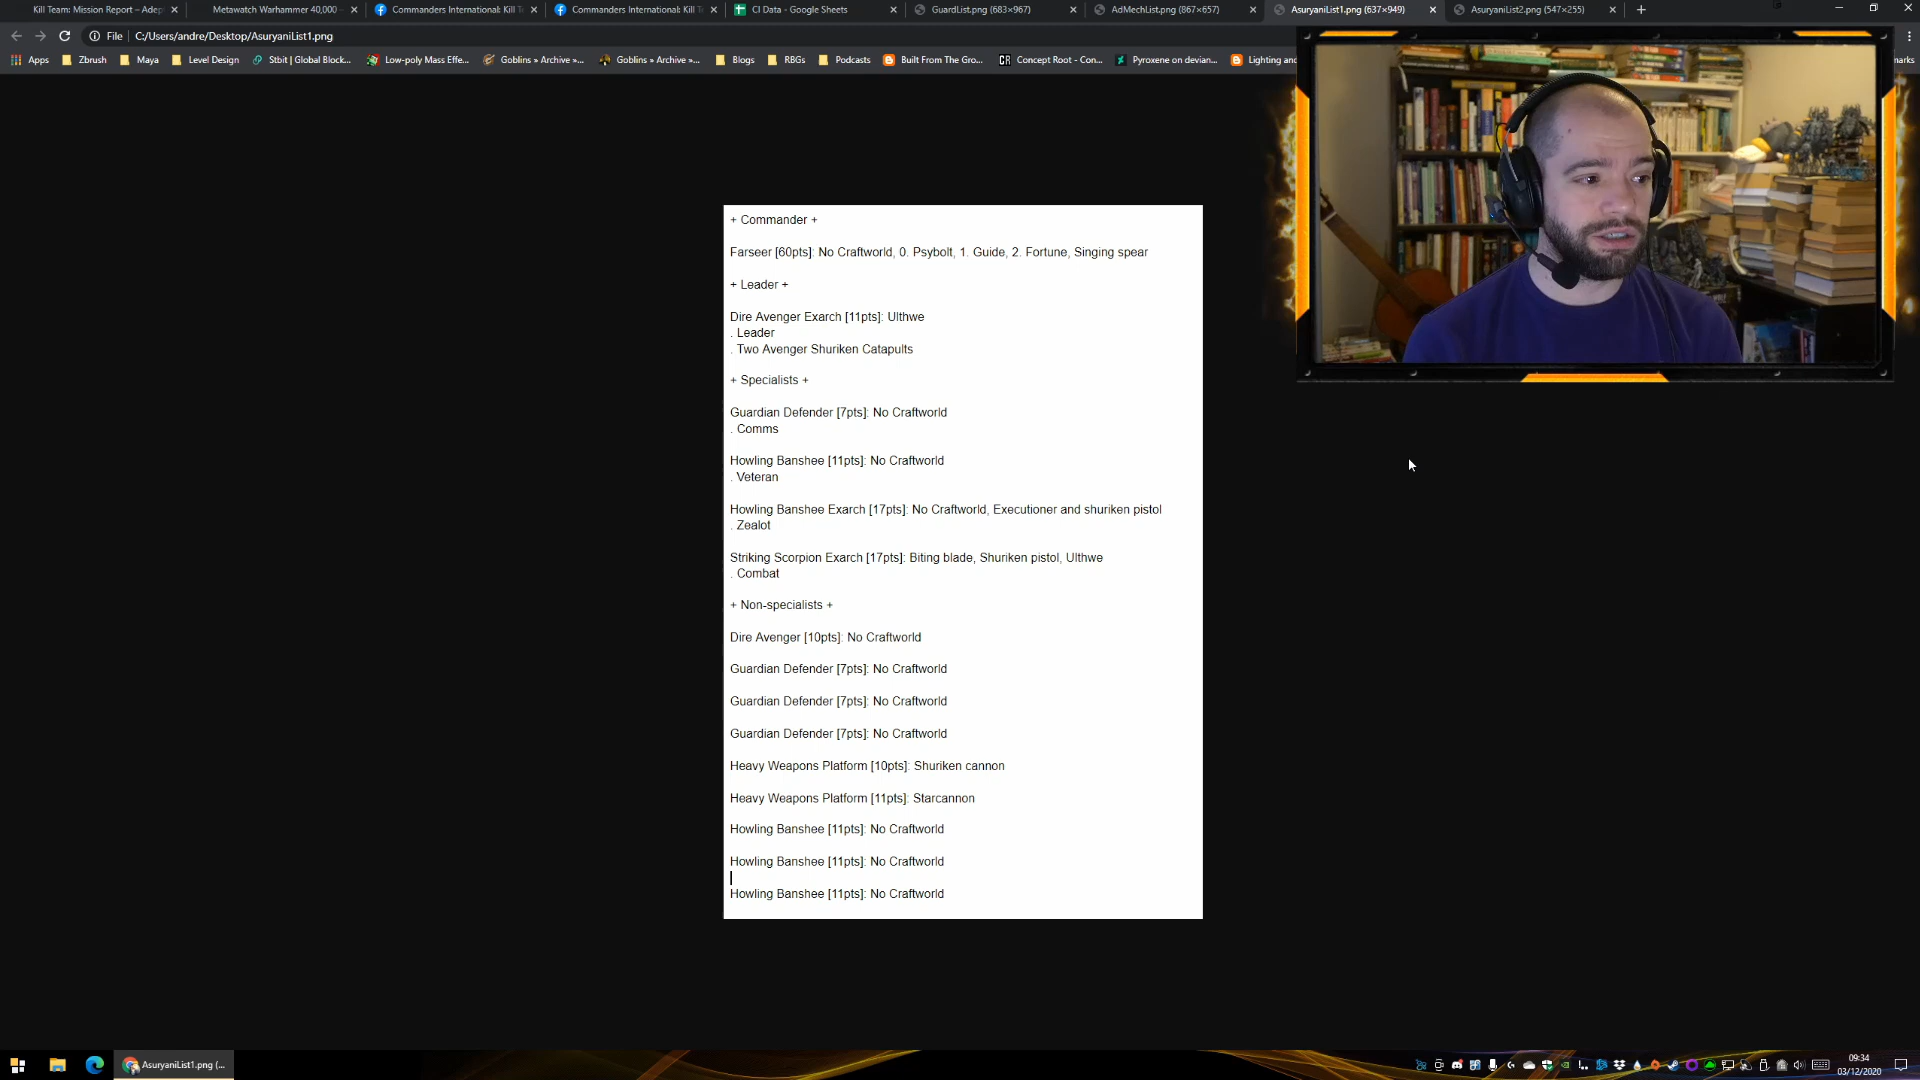 Kill Team: Mission Report – Adep
Metawatch Warhammer 40,000
Commanders International: Kill T
Commanders International: Kill T
CI Data - Google Sheets
GuardList.png (683×967)
AdMechList.png (867×657)
AsuryaniList1.png (637×949)
AsuryaniList2.png (547×255)
File
C:/Users/andre/Desktop/AsuryaniList1.png
Apps
Zbrush
Maya
Level Design
Stbit | Global Block...
Low-poly Mass Effe...
Goblins » Archive »...
Goblins » Archive »...
Blogs
RBGs
Podcasts
Built From The Gro...
Concept Root - Con...
Pyroxene on devian...
Lighting and
marks
+ Commander +
Farseer [60pts]: No Craftworld, 0. Psybolt, 1. Guide, 2. Fortune, Singing spear
+ Leader +
Dire Avenger Exarch [11pts]: Ulthwe
. Leader
. Two Avenger Shuriken Catapults
+ Specialists +
Guardian Defender [7pts]: No Craftworld
. Comms
Howling Banshee [11pts]: No Craftworld
. Veteran
Howling Banshee Exarch [17pts]: No Craftworld, Executioner and shuriken pistol
. Zealot
Striking Scorpion Exarch [17pts]: Biting blade, Shuriken pistol, Ulthwe
. Combat
+ Non-specialists +
Dire Avenger [10pts]: No Craftworld
Guardian Defender [7pts]: No Craftworld
Guardian Defender [7pts]: No Craftworld
Guardian Defender [7pts]: No Craftworld
Heavy Weapons Platform [10pts]: Shuriken cannon
Heavy Weapons Platform [11pts]: Starcannon
Howling Banshee [11pts]: No Craftworld
Howling Banshee [11pts]: No Craftworld
Howling Banshee [11pts]: No Craftworld
AsuryaniList1.png (...
09:34
03/12/2020